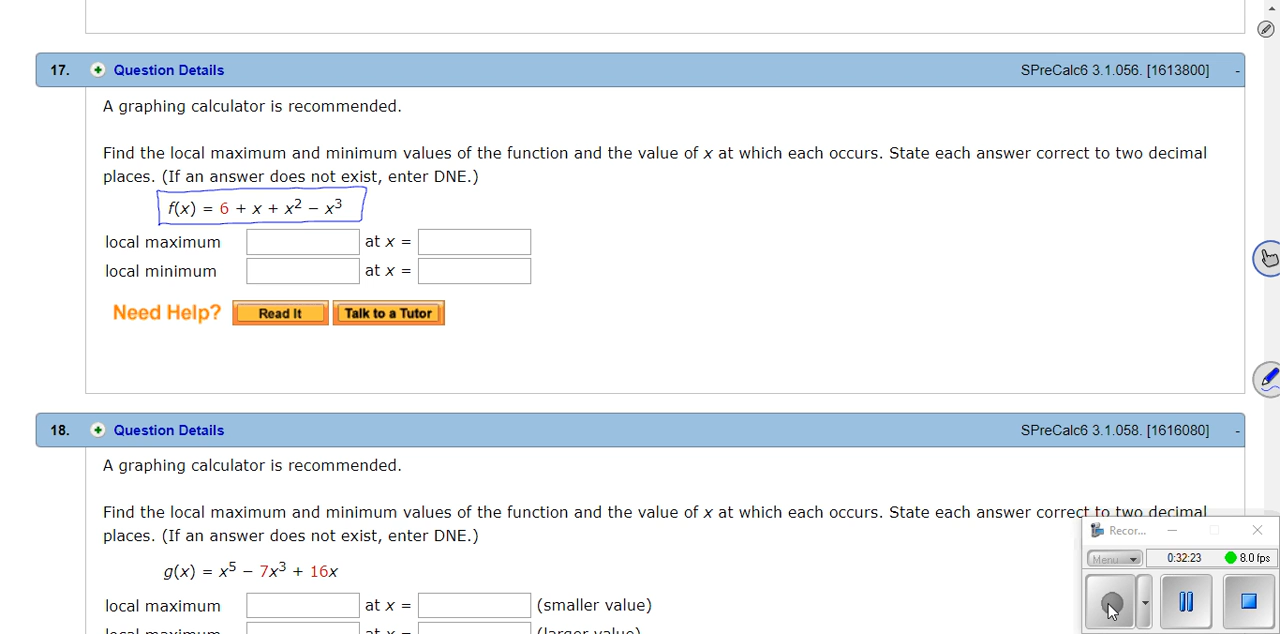 17. Question Details SPreCalc6 3.1.056. [1613800] -
A graphing calculator is recommended.
Find the local maximum and minimum values of the function and the value of x at which each occurs. State each answer correct to two decimal
places. (If an answer does not exist, enter DNE.)
f(x) = 6 + x + x² − x³
local maximum at x =
local minimum at x =
Need Help? Read It Talk to a Tutor
18. Question Details SPreCalc6 3.1.058. [1616080] -
A graphing calculator is recommended.
Find the local maximum and minimum values of the function and the value of x at which each occurs. State each answer correct to two decimal
places. (If an answer does not exist, enter DNE.)
Recor...
Menu 0:32:23 8.0 fps
g(x) = x⁵ − 7x³ + 16x
local maximum at x = (smaller value)
local maximum at x = (larger value)